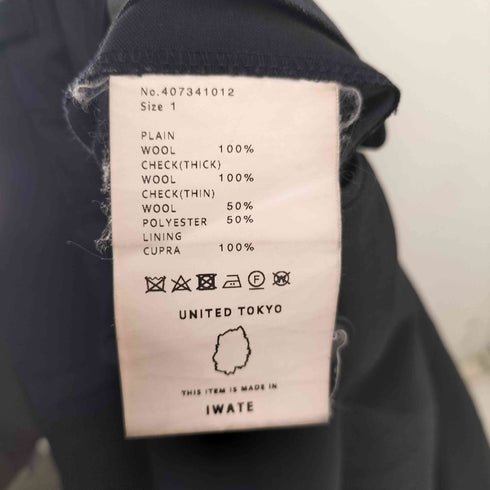 No.407341012
Size 1
PLAIN
WOOL 100%
CHECK(THICK)
WOOL 100%
CHECK(THIN)
WOOL 50%
POLYESTER 50%
LINING
CUPRA 100%
F W
UNITED TOKYO
THIS ITEM IS MADE IN
IWATE